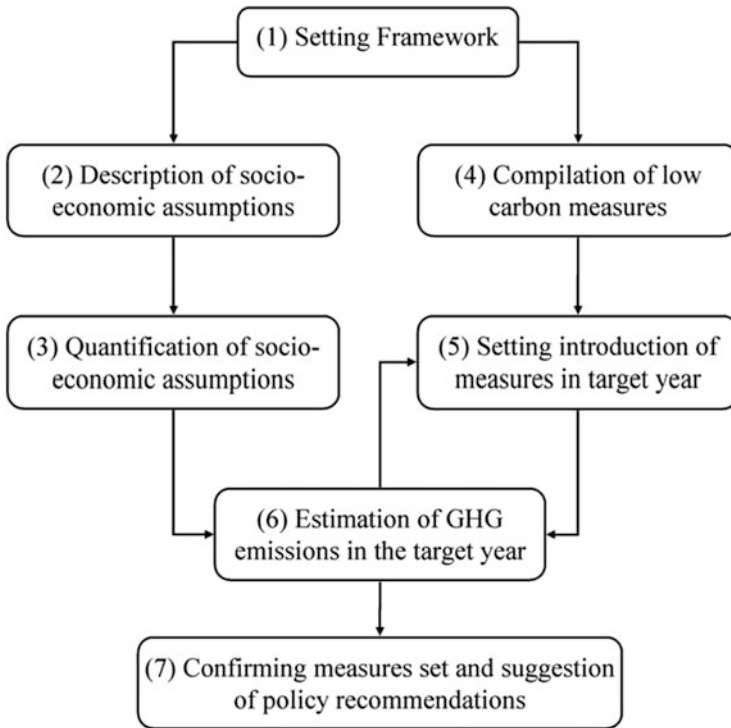 (1) Setting Framework
(2) Description of socio-
economic assumptions
(4) Compilation of low
carbon measures
(3) Quantification of socio-
economic assumptions
(5) Setting introduction of
measures in target year
(6) Estimation of GHG
emissions in the target year
(7) Confirming measures set and suggestion
of policy recommendations